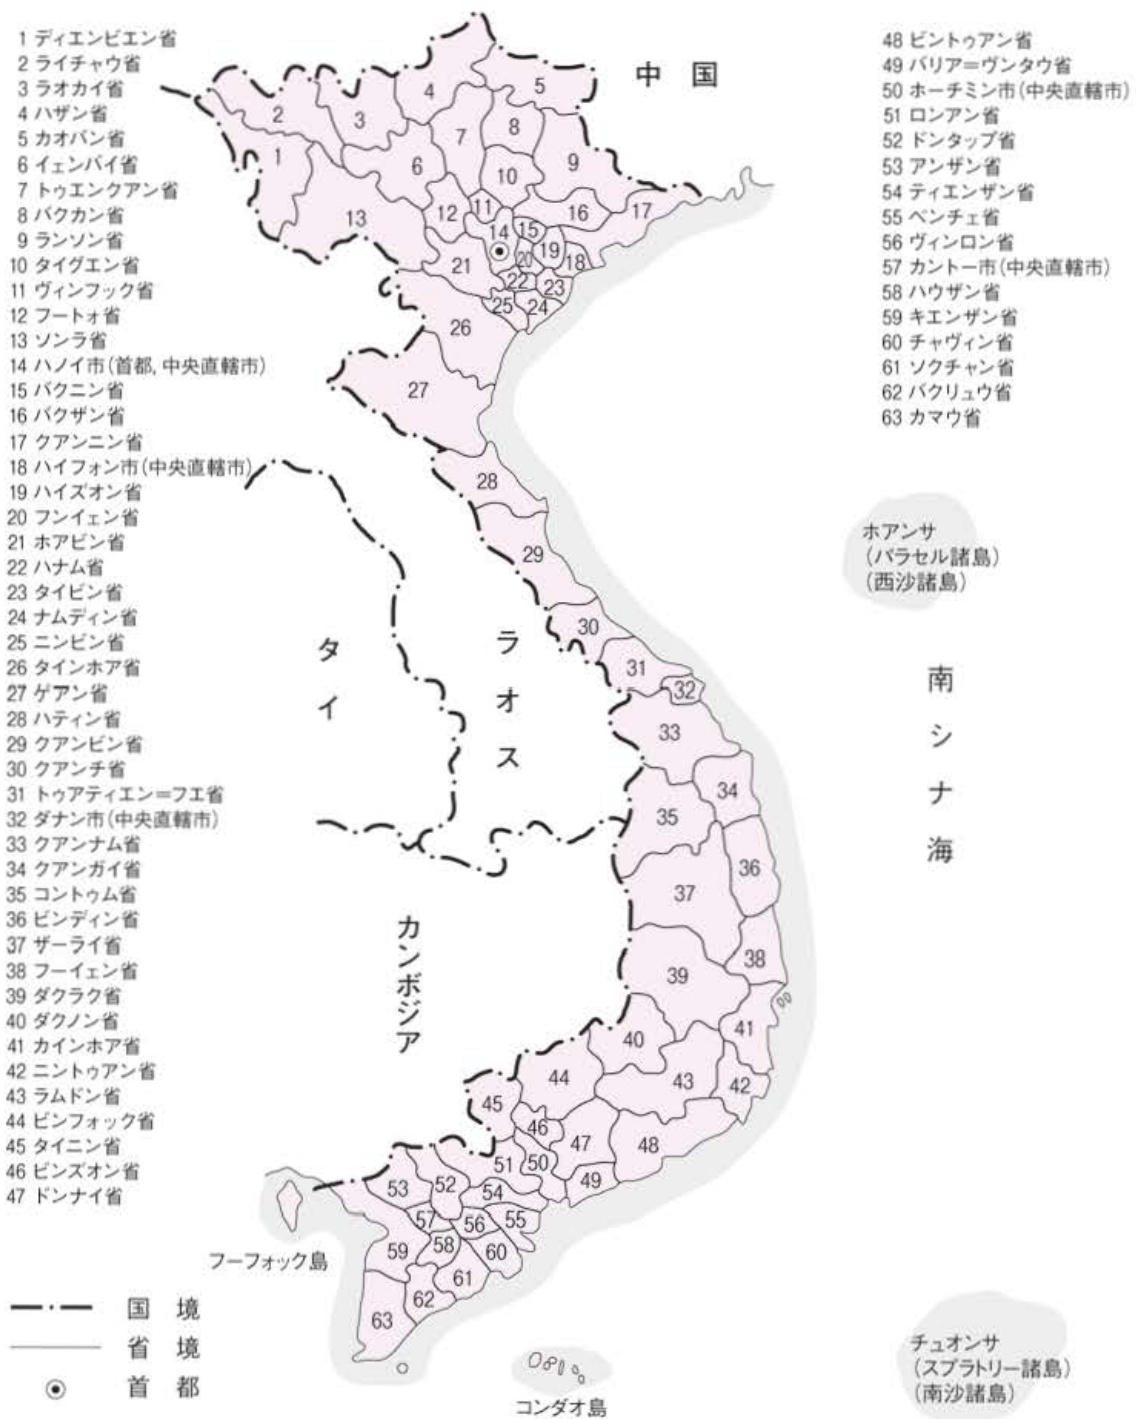 1 ディエンビエン省
2 ライチャウ省
3 ラオカイ省
4 ハザン省
5 カオバン省
6 イェンバイ省
7 トゥエンクアン省
8 バクカン省
9 ランソン省
10 タイグエン省
11 ヴィンフック省
12 フートォ省
13 ソンラ省
14 ハノイ市(首都, 中央直轄市)
15 バクニン省
16 バクザン省
17 クアンニン省
18 ハイフォン市(中央直轄市)
19 ハイズオン省
20 フンイェン省
21 ホアビン省
22 ハナム省
23 タイビン省
24 ナムディン省
25 ニンビン省
26 タインホア省
27 ゲアン省
28 ハティン省
29 クアンビン省
30 クアンチ省
31 トゥアティエン=フエ省
32 ダナン市(中央直轄市)
33 クアンナム省
34 クアンガイ省
35 コントゥム省
36 ビンディン省
37 ザーライ省
38 フーイェン省
39 ダクラク省
40 ダクノン省
41 カインホア省
42 ニントゥアン省
43 ラムドン省
44 ビンフォック省
45 タイニン省
46 ビンズオン省
47 ドンナイ省
48 ビントゥアン省
49 バリア=ヴンタウ省
50 ホーチミン市(中央直轄市)
51 ロンアン省
52 ドンタップ省
53 アンザン省
54 ティエンザン省
55 ベンチェ省
56 ヴィンロン省
57 カントー市(中央直轄市)
58 ハウザン省
59 キエンザン省
60 チャヴィン省
61 ソクチャン省
62 バクリュウ省
63 カマウ省
中国
1
2
3
4
5
6
7
8
9
10
11
12
13
14
15
16
17
18
19
20
21
22
23
24
25
26
27
28
29
30
31
32
33
34
35
36
37
38
39
40
41
42
43
44
45
46
47
48
49
50
51
52
53
54
55
56
57
58
59
60
61
62
63
タイ
ラオス
カンボジア
南シナ海
ホアンサ
(パラセル諸島)
(西沙諸島)
フーフォック島
コンダオ島
チュオンサ
(スプラトリー諸島)
(南沙諸島)
国境
省境
首都